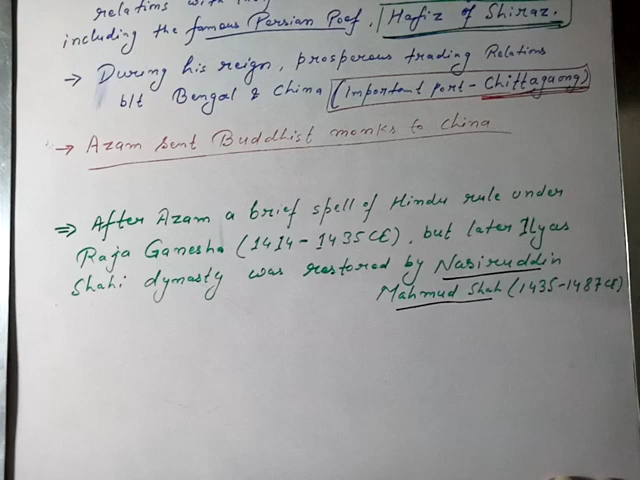 relations with
including the famous Persian Poet, Hafiz of Shiraz.
→ During his reign, prosperous trading Relations
b/t Bengal & China (Important port - Chittagaong)
→ Azam sent Buddhist monks to China
⇒ After Azam a brief spell of Hindu rule under
Raja Ganesha (1414 - 1435 CE), but later Ilyas
Shahi dynasty was restored by Nasiruddin
Mahmud Shah (1435-1487 CE)